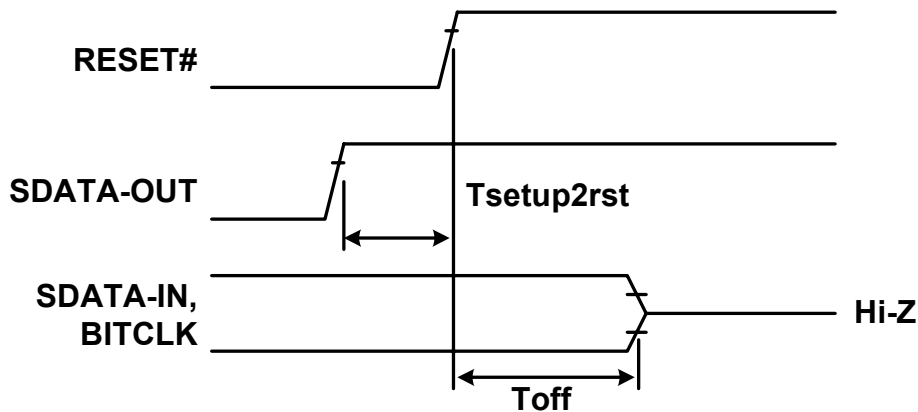 RESET#
SDATA-OUT
Tsetup2rst
SDATA-IN,
BITCLK
Hi-Z
Toff